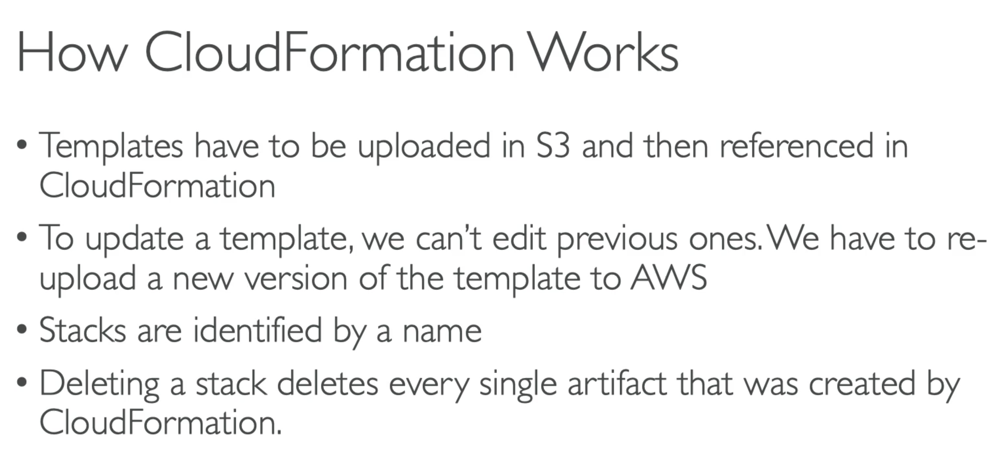 How CloudFormation Works
• Templates have to be uploaded in S3 and then referenced in
CloudFormation
• To update a template, we can't edit previous ones. We have to re-
upload a new version of the template to AWS
• Stacks are identified by a name
• Deleting a stack deletes every single artifact that was created by
CloudFormation.